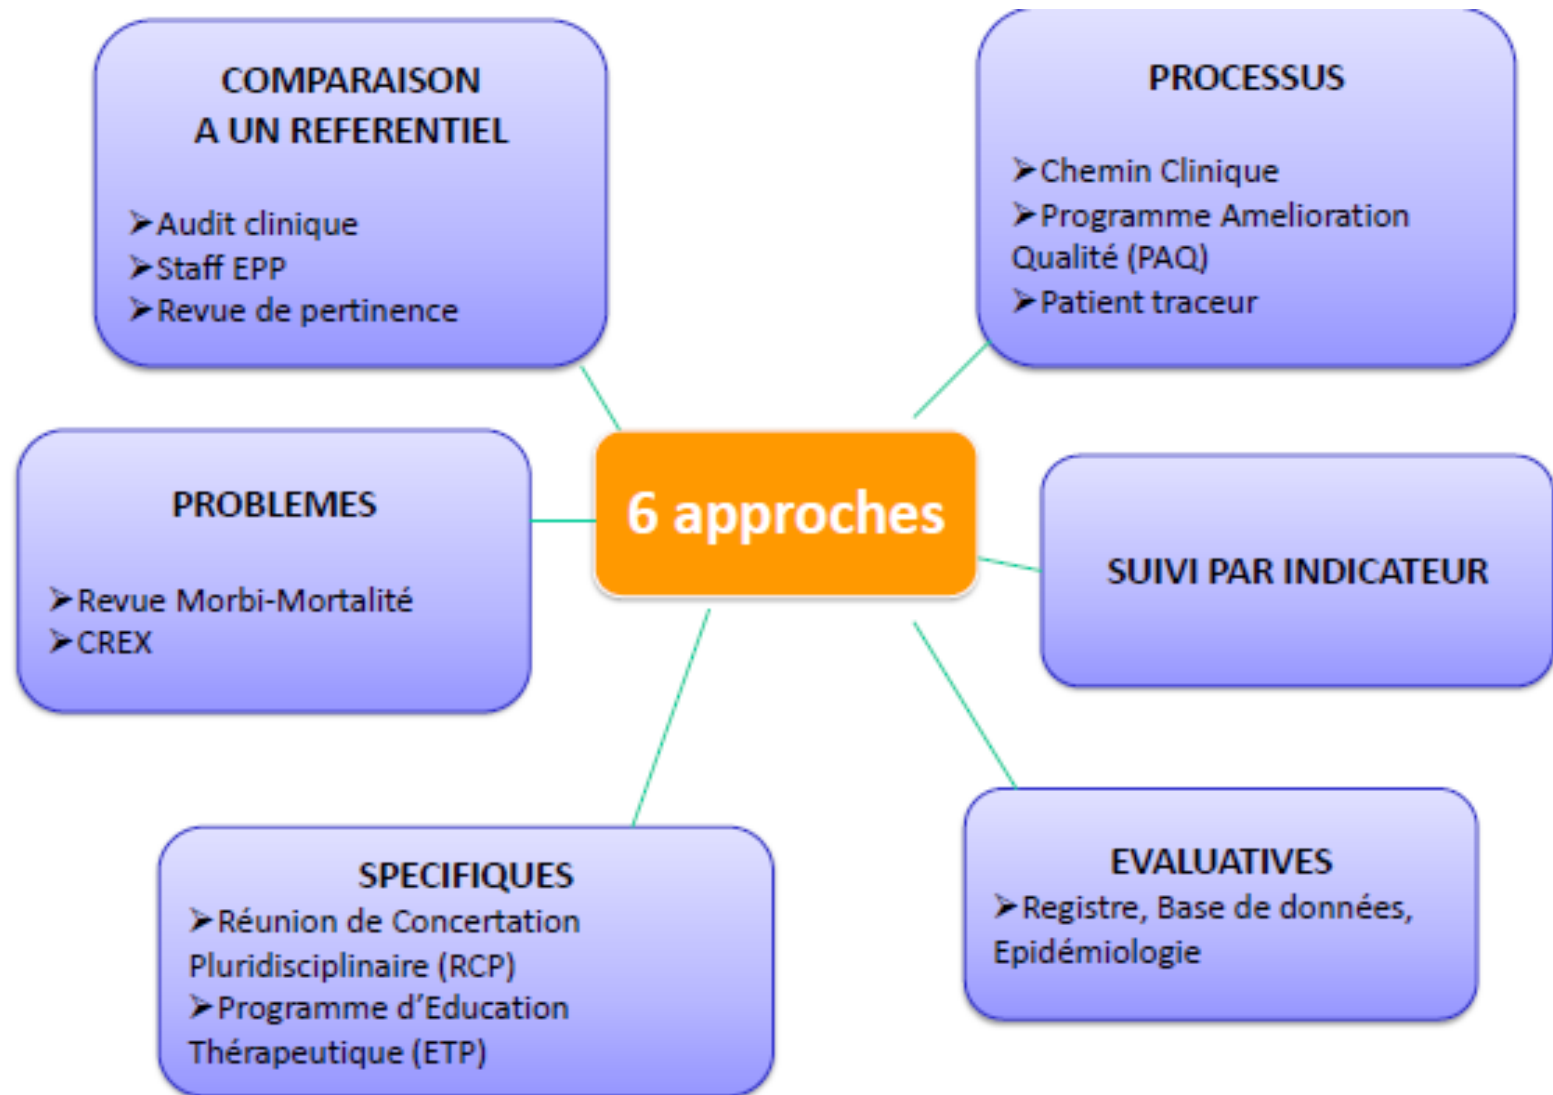 COMPARAISON
A UN REFERENTIEL
➢Audit clinique
➢Staff EPP
➢Revue de pertinence
PROCESSUS
➢Chemin Clinique
➢Programme Amelioration
Qualité (PAQ)
➢Patient traceur
PROBLEMES
➢Revue Morbi-Mortalité
➢CREX
6 approches
SUIVI PAR INDICATEUR
SPECIFIQUES
➢Réunion de Concertation
Pluridisciplinaire (RCP)
➢Programme d’Education
Thérapeutique (ETP)
EVALUATIVES
➢Registre, Base de données,
Epidémiologie